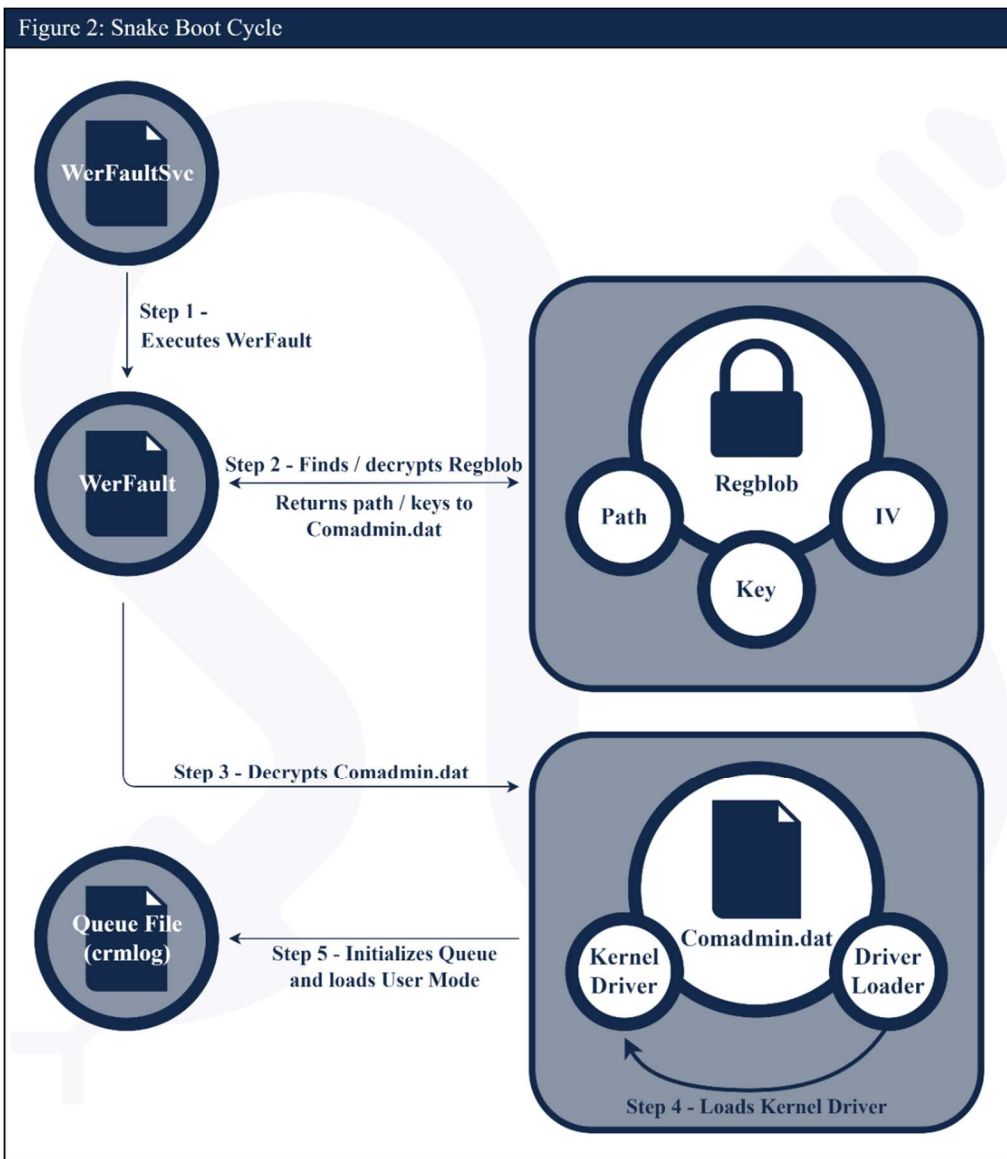 Figure 2: Snake Boot Cycle
WerFaultSvc
Step 1 -
Executes WerFault
WerFault
Step 2 - Finds / decrypts Regblob
Returns path / keys to
Comadmin.dat
Regblob
Path
IV
Key
Step 3 - Decrypts Comadmin.dat
Queue File
(crmlog)
Step 5 - Initializes Queue
and loads User Mode
Comadmin.dat
Kernel
Driver
Driver
Loader
Step 4 - Loads Kernel Driver